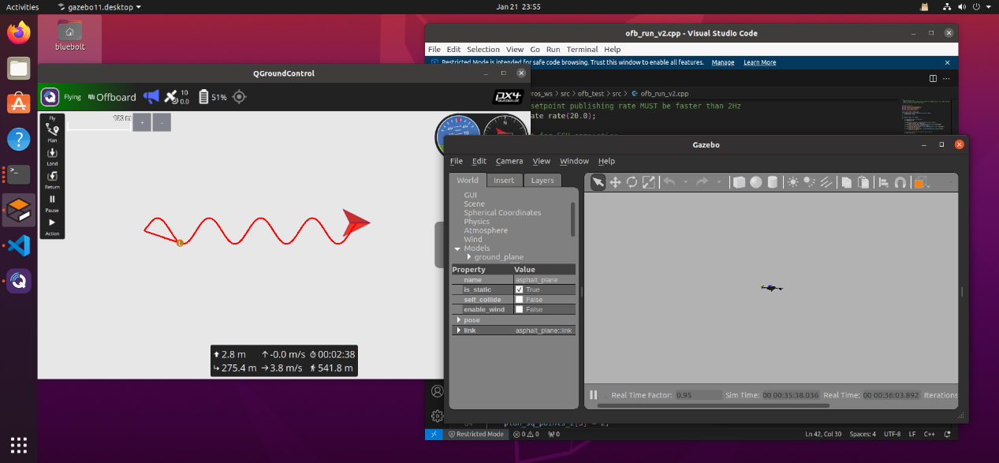 Activities
gazebo11.desktop
Jan 21 23:55
bluebolt
ofb_run_v2.cpp - Visual Studio Code
File Edit Selection View Go Run Terminal Help
Restricted Mode is intended for safe code browsing. Trust this window to enable all features. Manage Learn More
ros_ws > src > ofb_test > src > ofb_run_v2.cpp
setpoint publishing rate MUST be faster than 2Hz
ate rate(20.0);
QGroundControl
Flying
Offboard
10
0.0
51%
PX4
Fly
Plan
Land
Return
Pause
Action
+
-
N
L
2.8 m -0.0 m/s 00:02:38
275.4 m 3.8 m/s 541.8 m
Gazebo
File Edit Camera View Window Help
World Insert Layers
GUI
Scene
Spherical Coordinates
Physics
Atmosphere
Wind
Models
ground_plane
Property Value
name asphalt_plane
is_static True
self_collide False
enable_wind False
pose
link asphalt_plane::link
Real Time Factor: 0.95 Sim Time: 00 00:35:38.036 Real Time: 00 00:36:03.892 Iterations
Restricted Mode 0 0 0 Ln 42, Col 30 Spaces: 4 UTF-8 LF C++